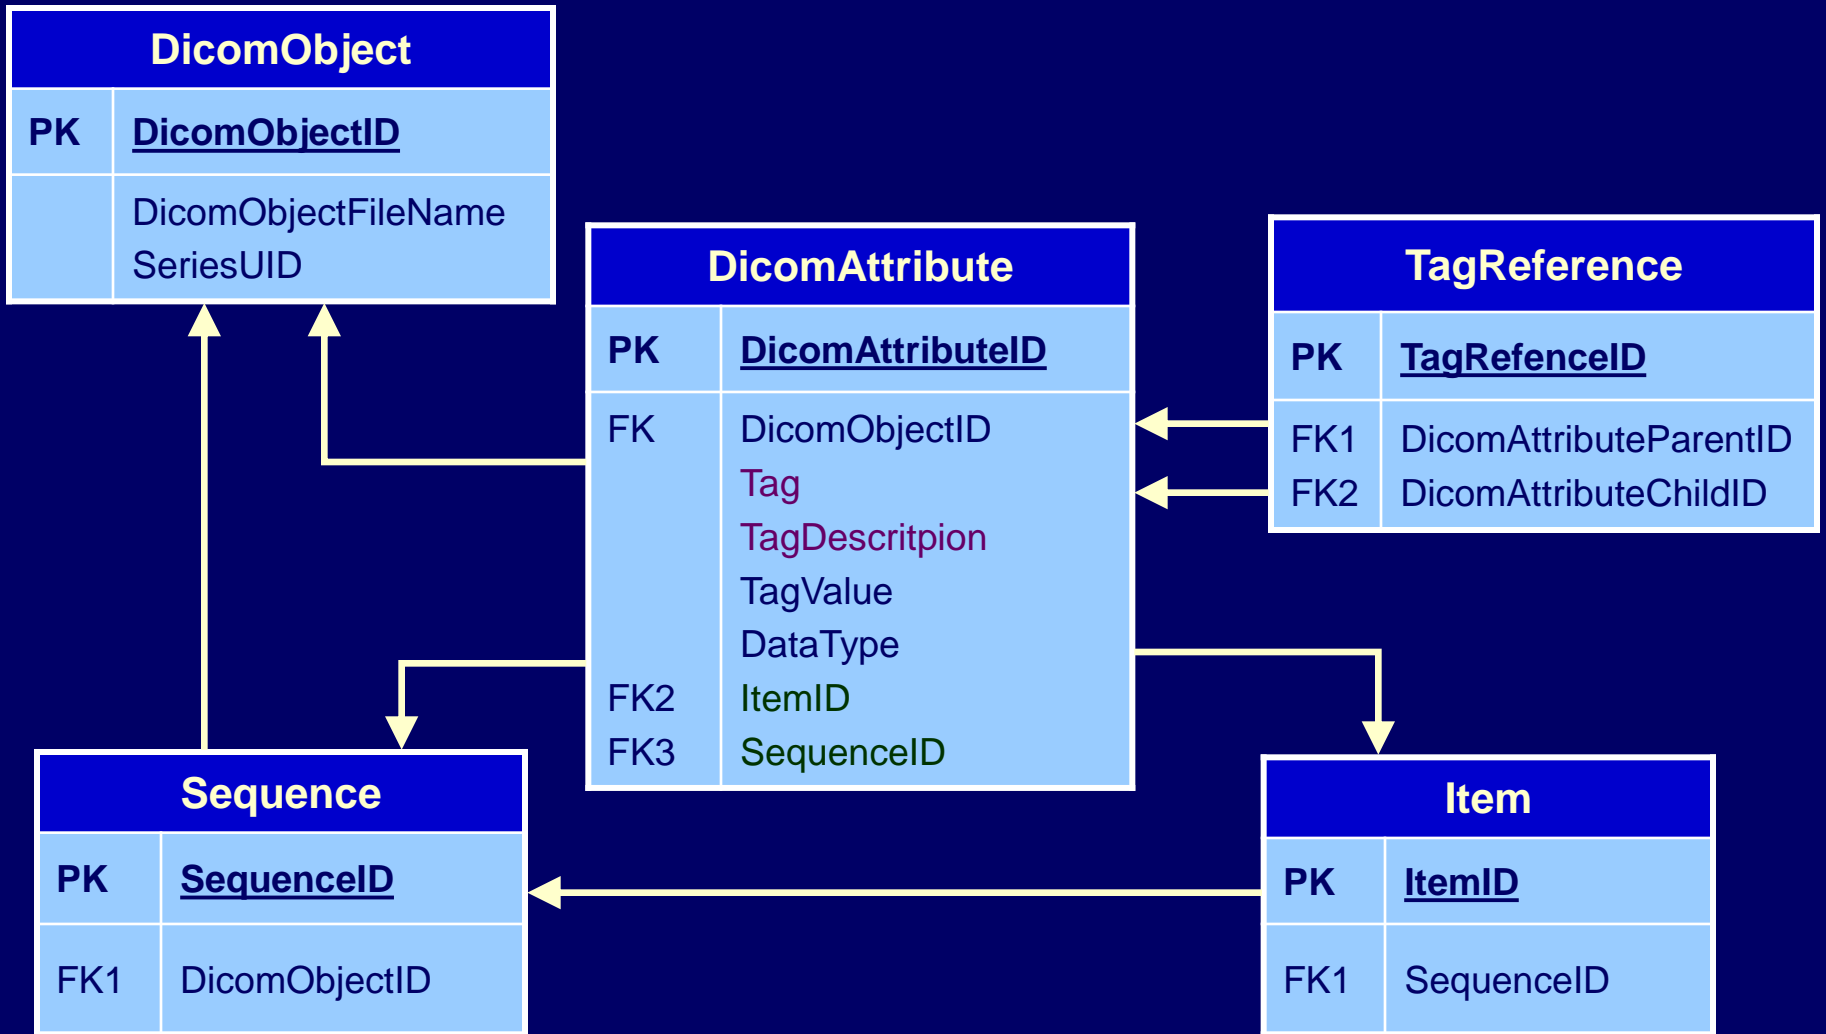 DicomObject
PK DicomObjectID
DicomObjectFileName
SeriesUID
DicomAttribute
PK DicomAttributeID
FK DicomObjectID
Tag
TagDescritpion
TagValue
DataType
FK2 ItemID
FK3 SequenceID
TagReference
PK TagRefenceID
FK1 DicomAttributeParentID
FK2 DicomAttributeChildID
Sequence
PK SequenceID
FK1 DicomObjectID
Item
PK ItemID
FK1 SequenceID